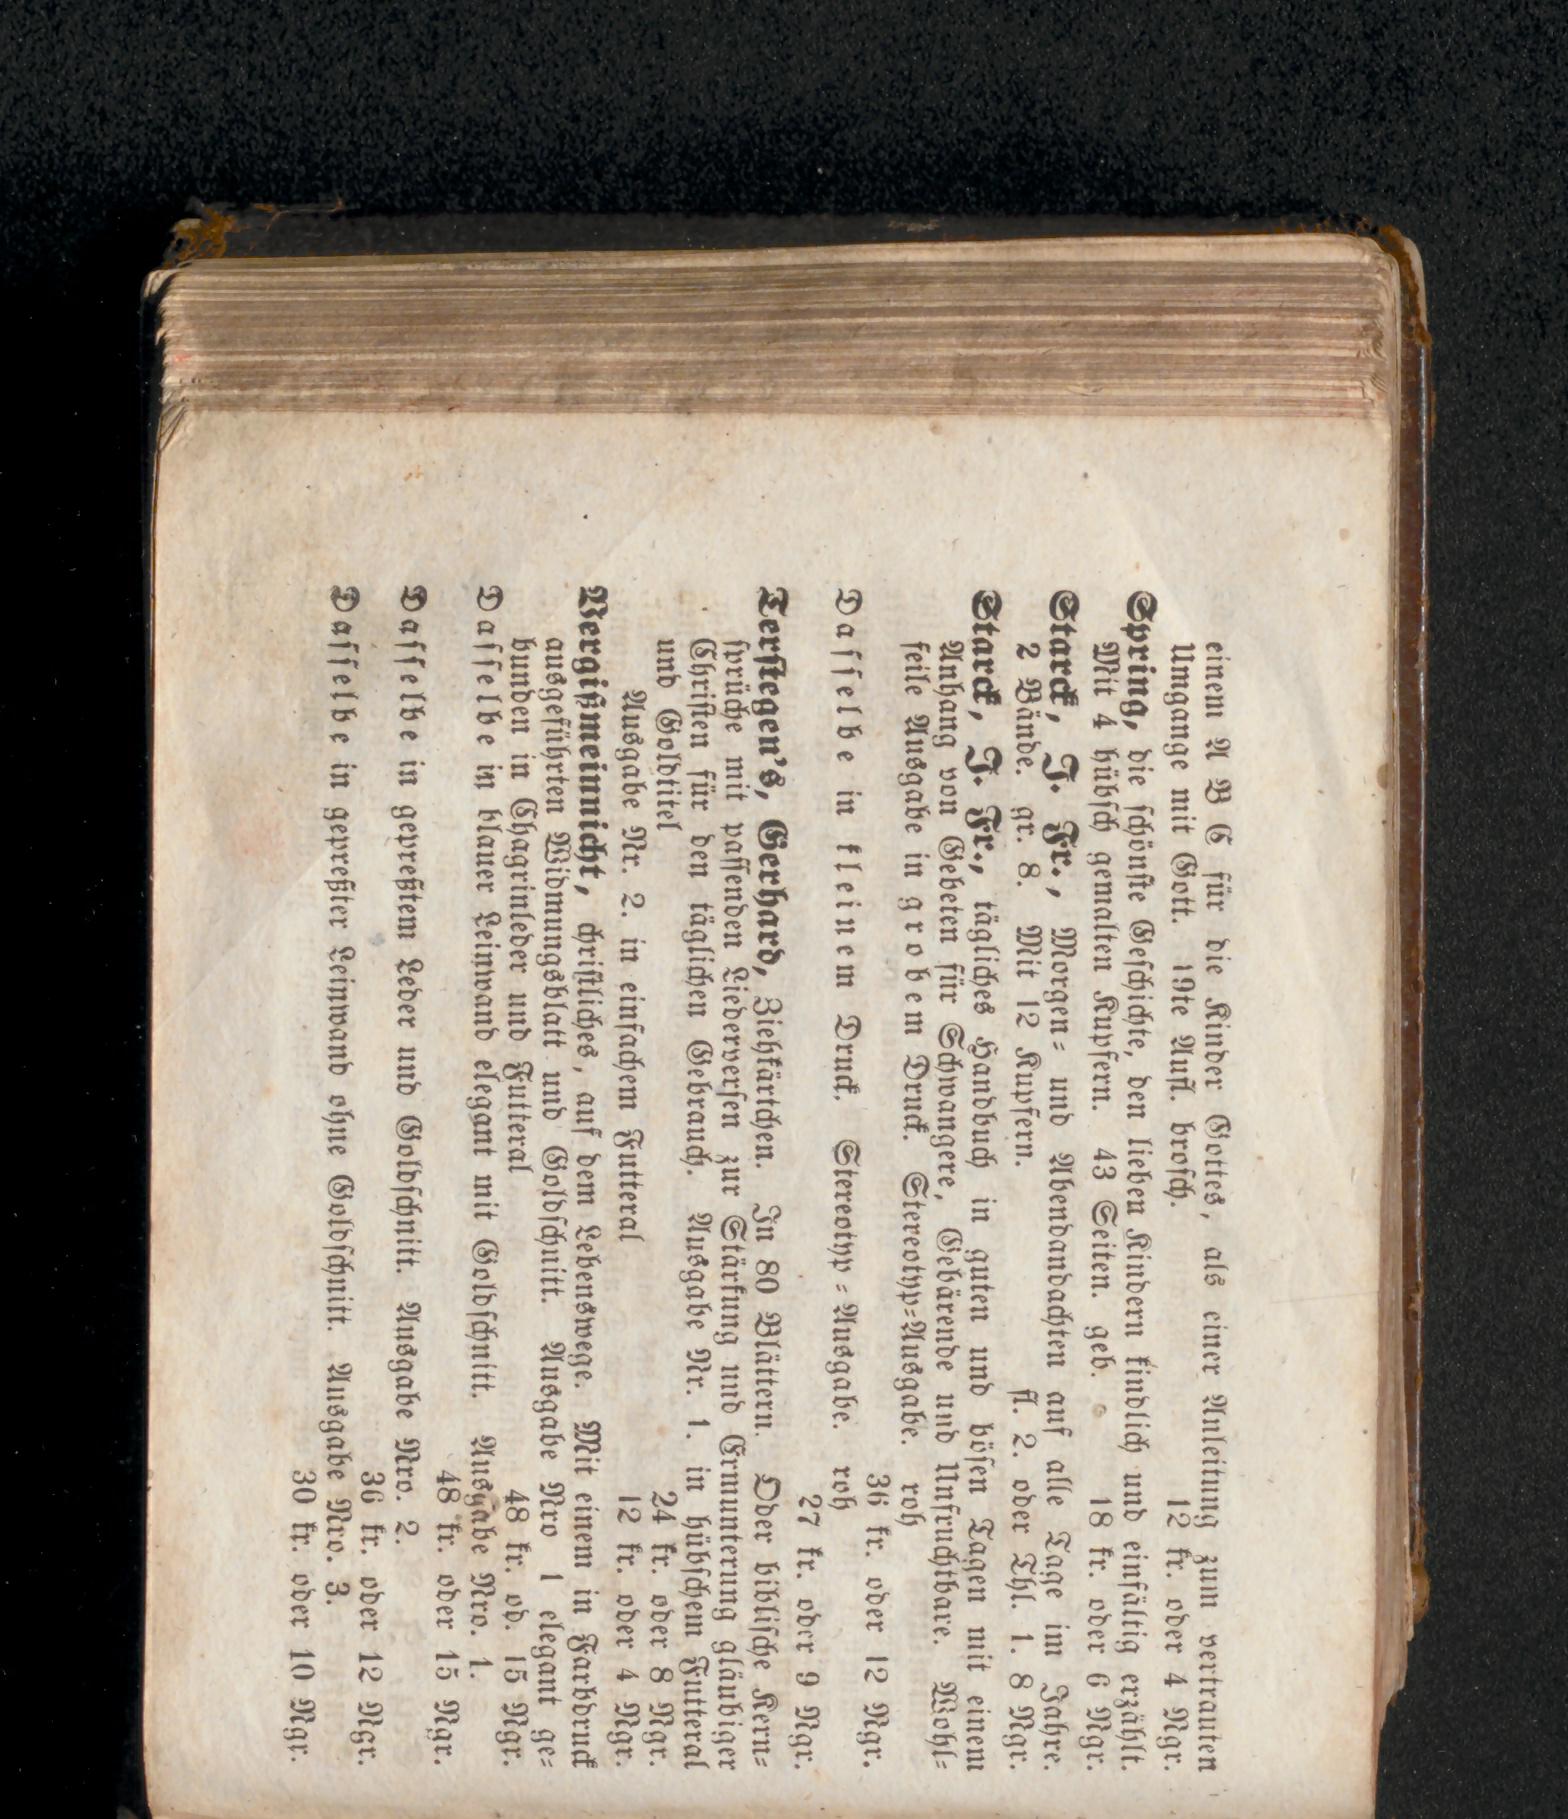 einem A B C für die Kinder Gottes, als einer Anleitung zum vertrauten
Umgange mit Gott. 19te Aufl. brosch. 12 kr. oder 4 Ngr.
Spring, die schönste Geschichte, den lieben Kindern kindlich und einfältig erzählt.
Mit 4 hübsch gemalten Kupfern. 43 Seiten. geb. 18 kr. oder 6 Ngr.
Starck, J. Fr., Morgen- und Abendandachten auf alle Tage im Jahre.
2 Bände. gr. 8. Mit 12 Kupfern. fl. 2. oder Thl. 1. 8 Ngr.
Starck, J. Fr., tägliches Handbuch in guten und bösen Tagen mit einem
Anhang von Gebeten für Schwangere, Gebärende und Unfruchtbare. Wohl-
feile Ausgabe in grobem Druck. Stereotyp-Ausgabe. roh
36 kr. oder 12 Ngr.
Dasselbe in kleinem Druck. Stereotyp-Ausgabe. roh
27 kr. oder 9 Ngr.
Terstegen's, Gerhard, Ziehkärtchen. In 80 Blättern. Oder biblische Kern-
sprüche mit passenden Liederversen zur Stärkung und Ermunterung gläubiger
Christen für den täglichen Gebrauch. Ausgabe Nr. 1. in hübschem Futteral
und Goldtitel 24 kr. oder 8 Ngr.
Ausgabe Nr. 2. in einfachem Futteral 12 kr. oder 4 Ngr.
Vergißmeinnicht, christliches, auf dem Lebenswege. Mit einem in Farbdruck
ausgeführten Widmungsblatt und Goldschnitt. Ausgabe Nro 1 elegant ge-
bunden in Chagrinleder und Futteral 48 kr. od. 15 Ngr.
Dasselbe in blauer Leinwand elegant mit Goldschnitt. Ausgabe Nro. 1.
48 kr. oder 15 Ngr.
Dasselbe in gepreßtem Leder und Goldschnitt. Ausgabe Nro. 2.
36 kr. oder 12 Ngr.
Dasselbe in gepreßter Leinwand ohne Goldschnitt. Ausgabe Nro. 3.
30 kr. oder 10 Ngr.